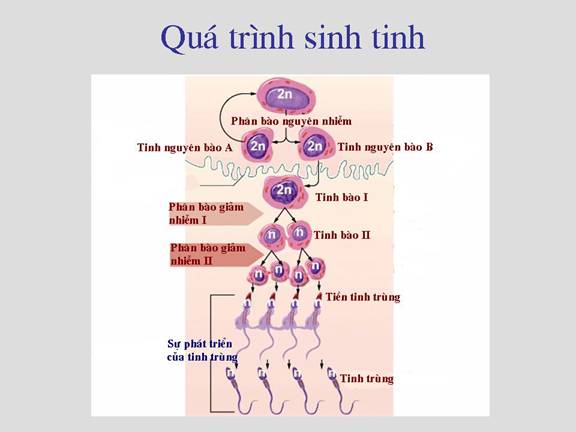 Quá trình sinh tinh
2n
Phân bào nguyên nhiễm
Tinh nguyên bào A
2n
2n
Tinh nguyên bào B
2n
Tinh bào I
Phân bào giảm
nhiễm I
n
n
Tinh bào II
Phân bào giảm
nhiễm II
n
n
n
n
Tiền tinh trùng
Sự phát triển
của tinh trùng
n
n
n
n
Tinh trùng